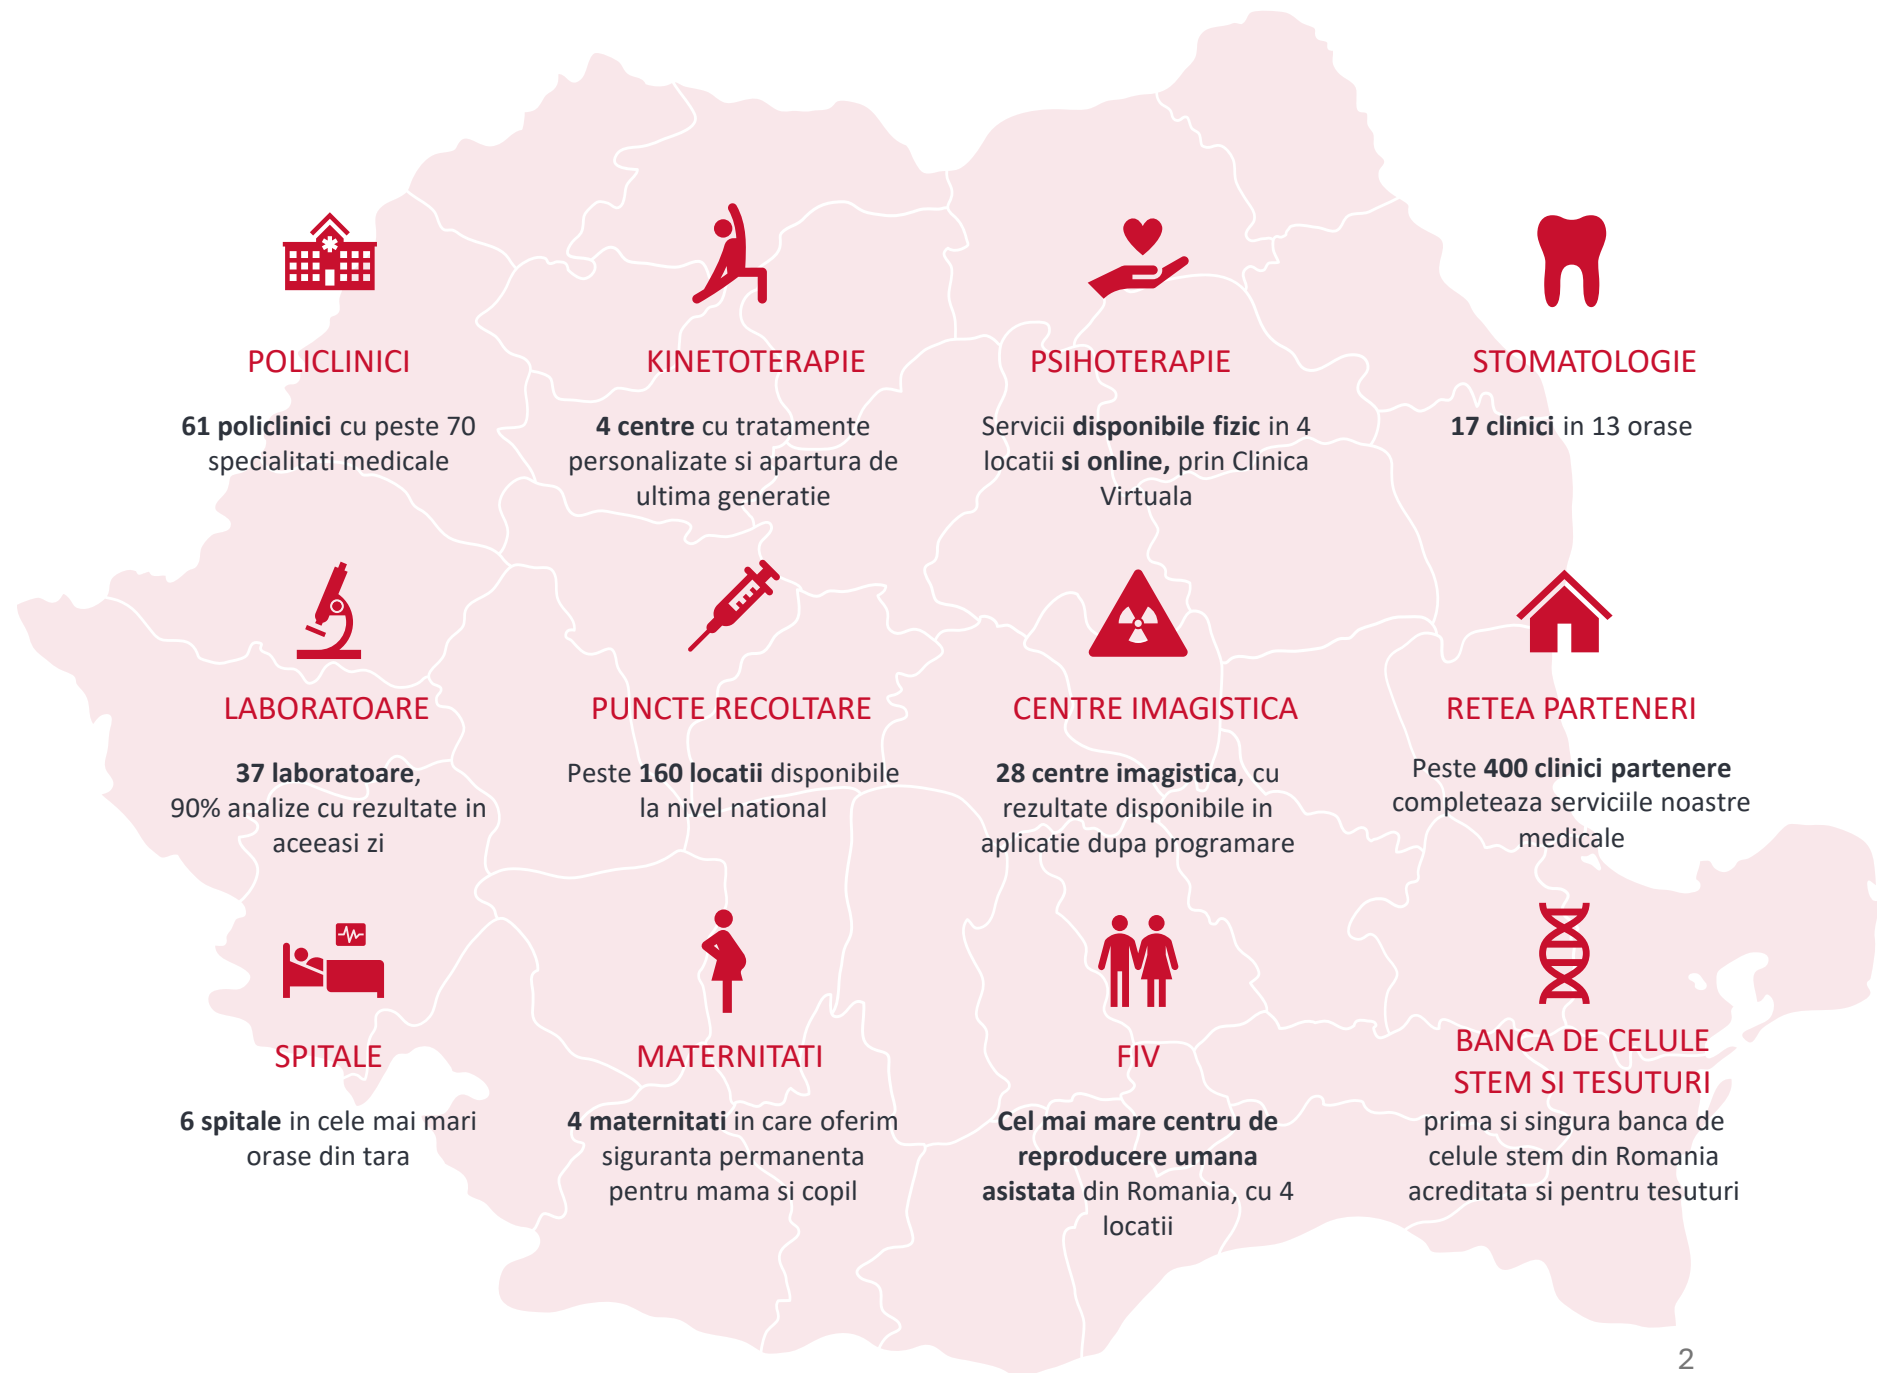 POLICLINICI
61 policlinici cu peste 70
specialitati medicale
KINETOTERAPIE
4 centre cu tratamente
personalizate si apartura de
ultima generatie
PSIHOTERAPIE
Servicii disponibile fizic in 4
locatii si online, prin Clinica
Virtuala
STOMATOLOGIE
17 clinici in 13 orase
LABORATOARE
37 laboratoare,
90% analize cu rezultate in
aceeasi zi
PUNCTE RECOLTARE
Peste 160 locatii disponibile
la nivel national
CENTRE IMAGISTICA
28 centre imagistica, cu
rezultate disponibile in
aplicatie dupa programare
RETEA PARTENERI
Peste 400 clinici partenere
completeaza serviciile noastre
medicale
SPITALE
6 spitale in cele mai mari
orase din tara
MATERNITATI
4 maternitati in care oferim
siguranta permanenta
pentru mama si copil
FIV
Cel mai mare centru de
reproducere umana
asistata din Romania, cu 4
locatii
BANCA DE CELULE
STEM SI TESUTURI
prima si singura banca de
celule stem din Romania
acreditata si pentru tesuturi
2